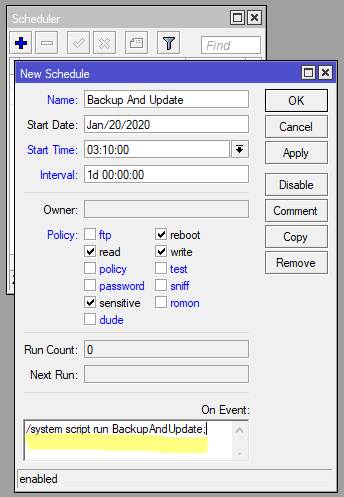 Scheduler
Find
New Schedule
Name: Backup And Update
Start Date: Jan/20/2020
Start Time: 03:10:00
Interval: 1d 00:00:00
Owner:
Policy: ftp reboot
read write
policy test
password sniff
sensitive romon
dude
Run Count: 0
Next Run:
On Event:
/system script run BackupAndUpdate;
enabled
OK
Cancel
Apply
Disable
Comment
Copy
Remove